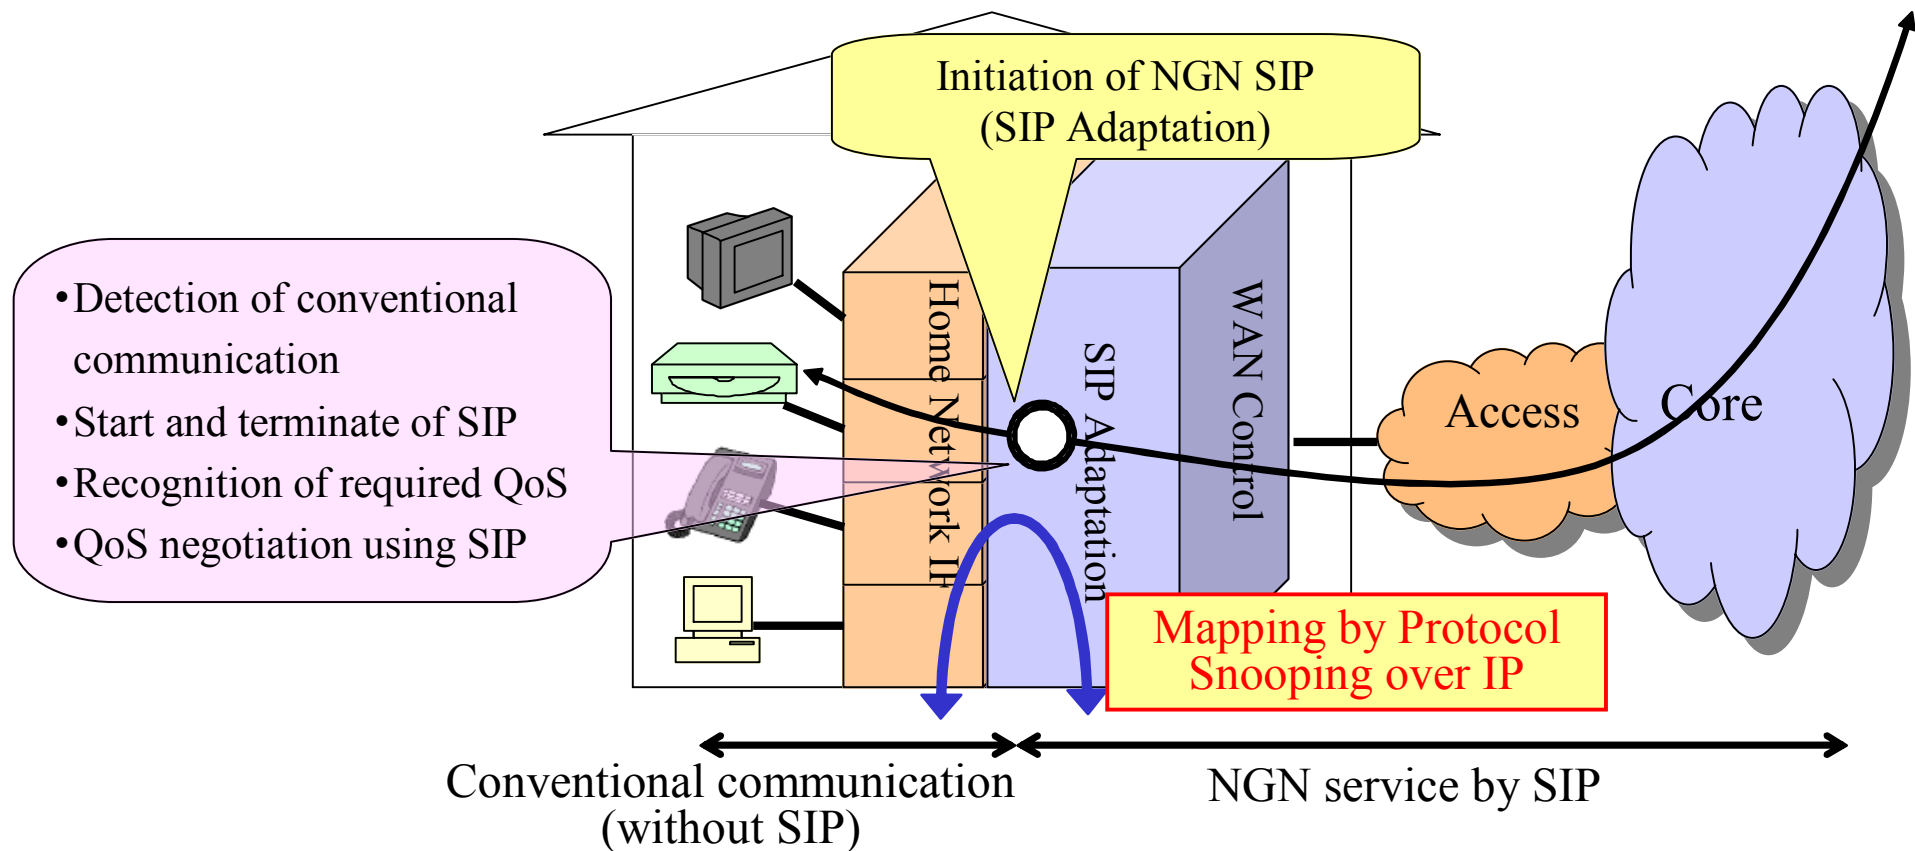 Initiation of NGN SIP
(SIP Adaptation)
•Detection of conventional
communication
•Start and terminate of SIP
•Recognition of required QoS
•QoS negotiation using SIP
Home Network IF
SIP Adaptation
WAN Control
Access
Core
Mapping by Protocol
Snooping over IP
Conventional communication
(without SIP)
NGN service by SIP